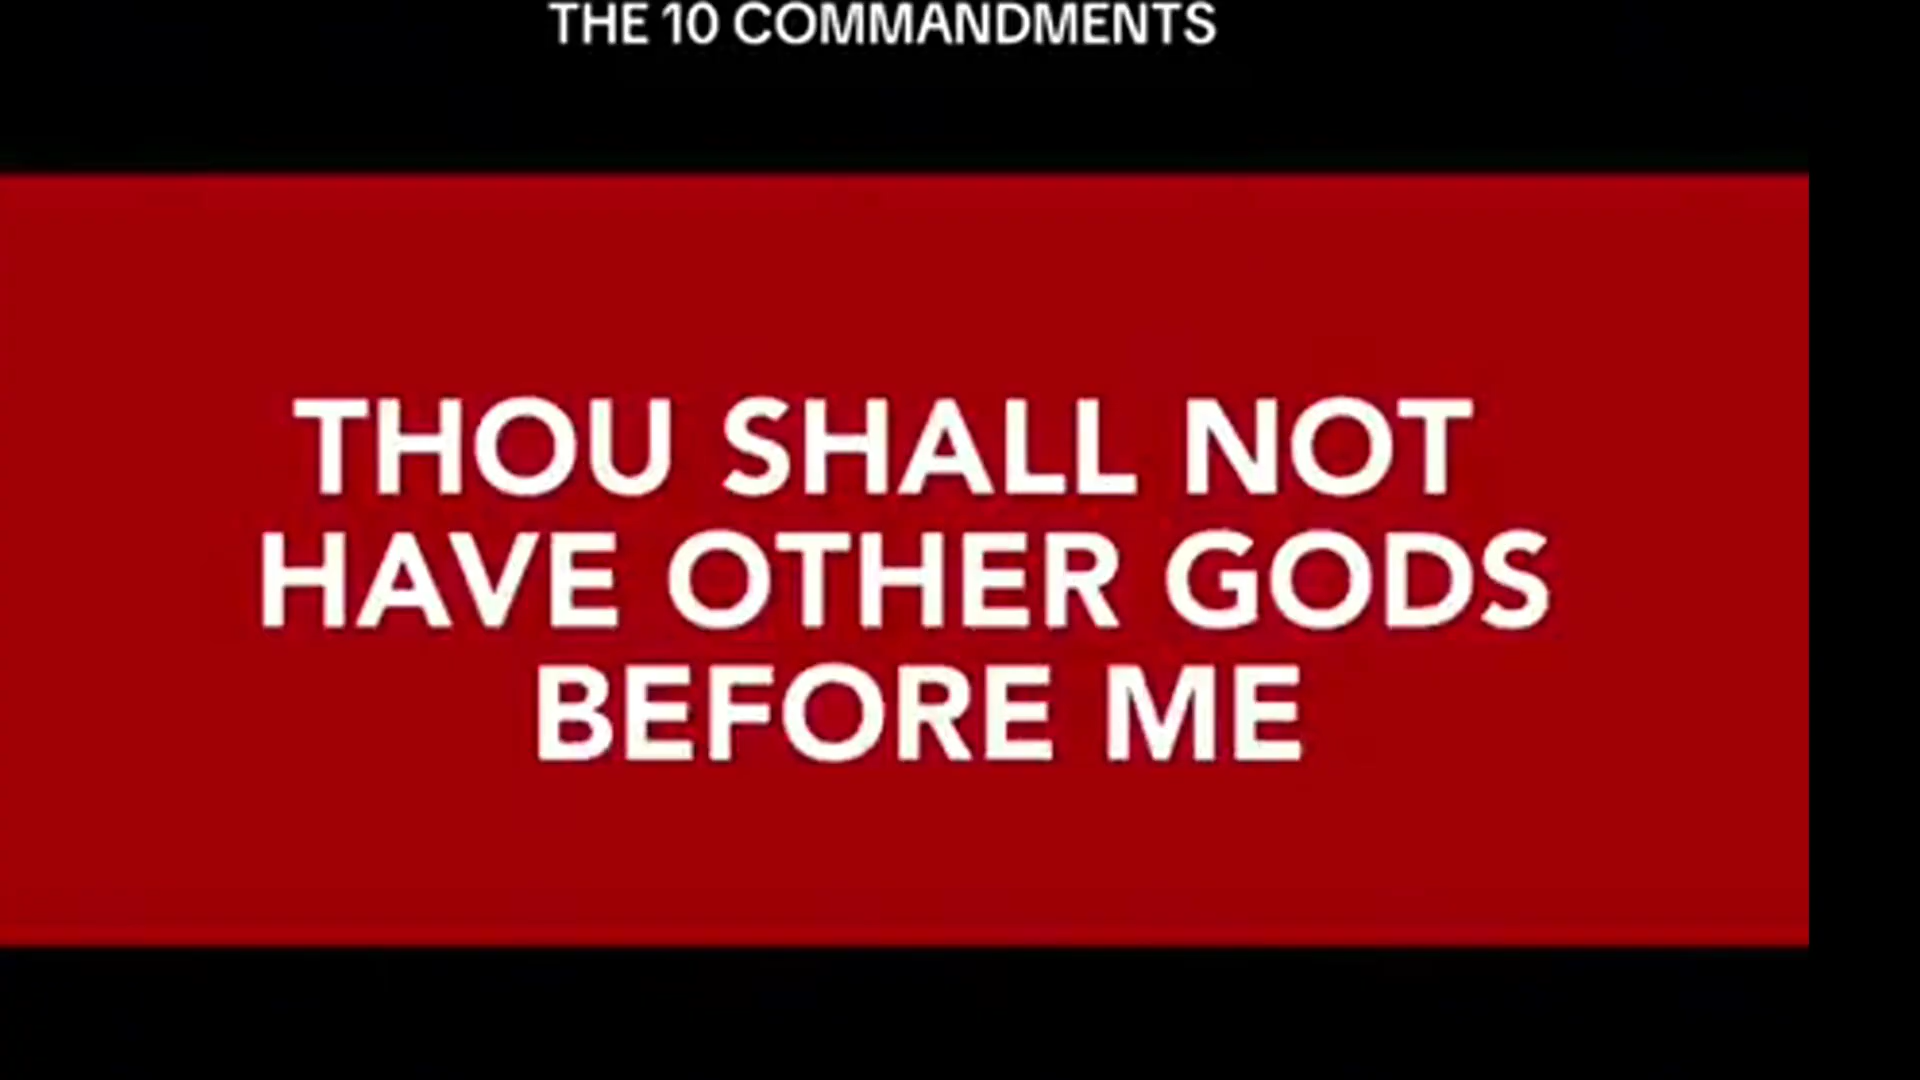 THE 10 COMMANDMENTS
THOU SHALL NOT
HAVE OTHER GODS
BEFORE ME